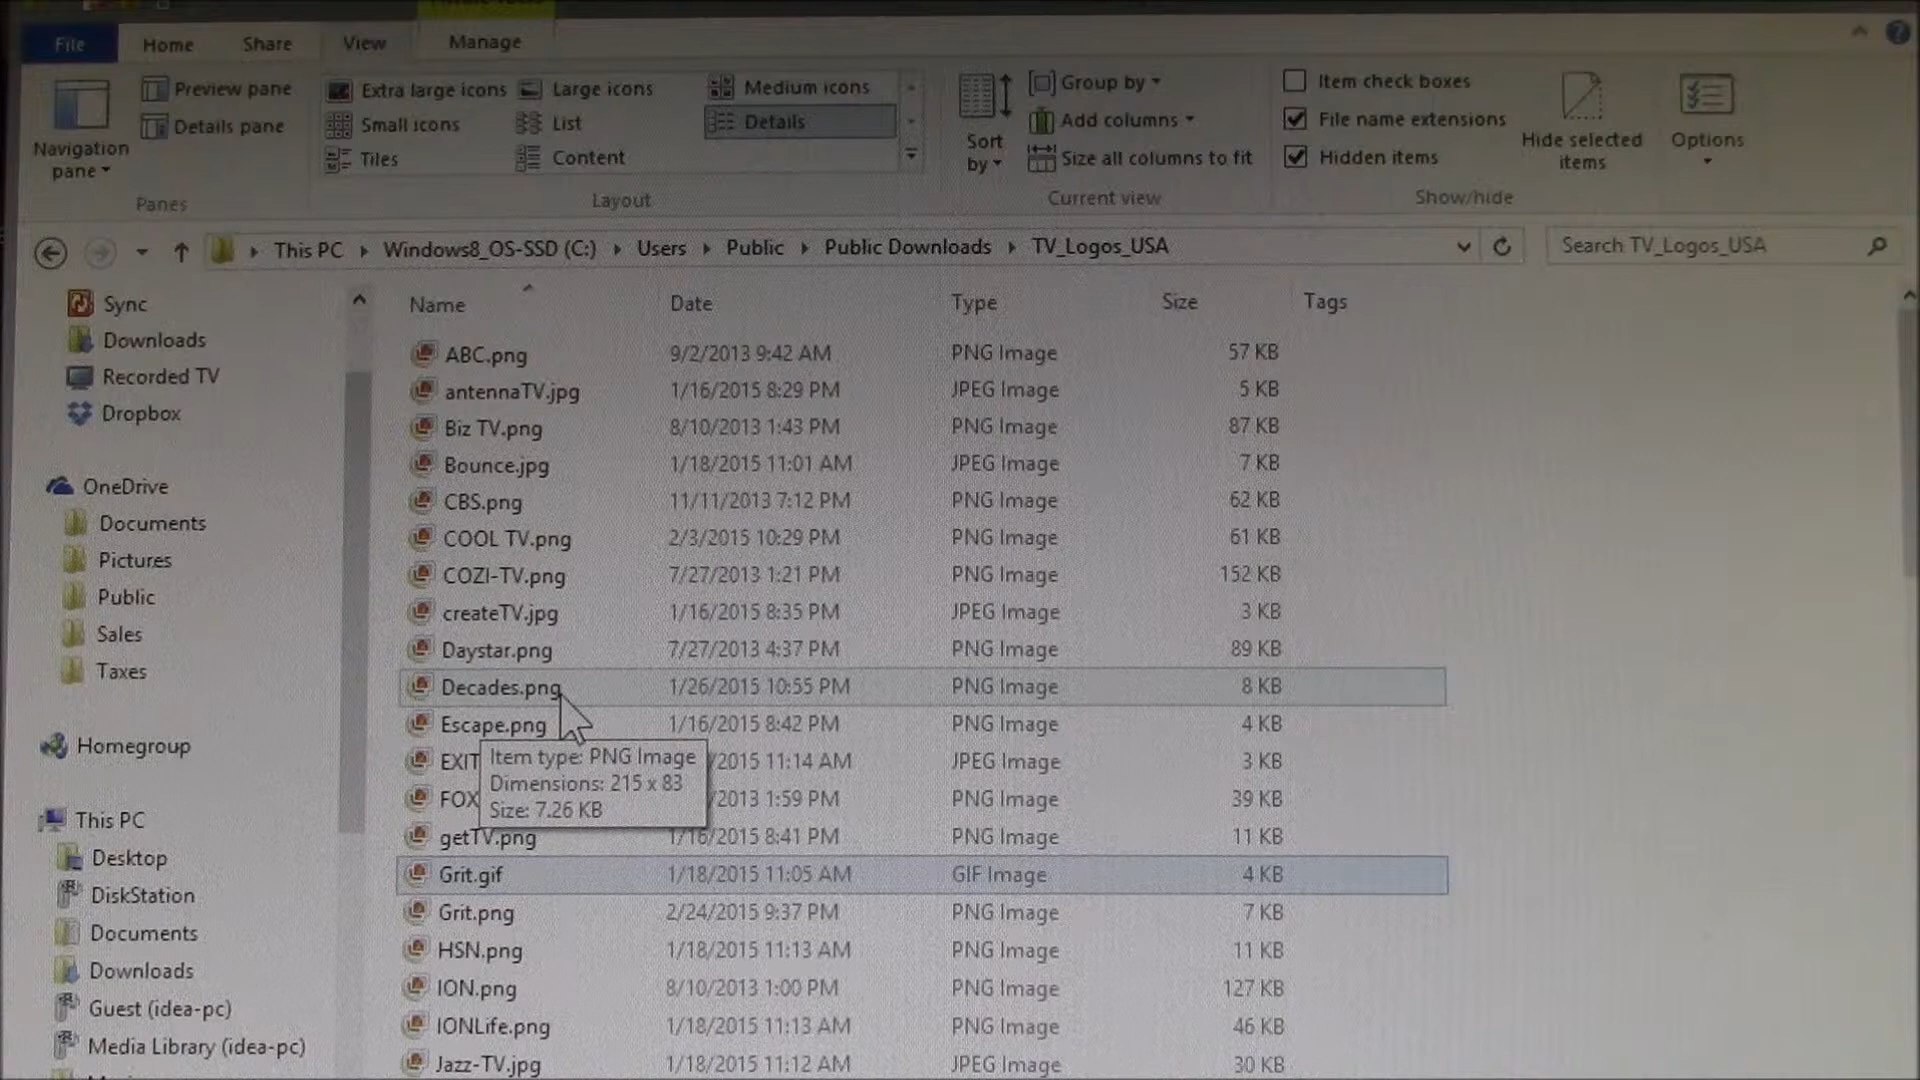 File Home Share View Manage
Preview pane
Details pane
Navigation pane
Panes
Extra large icons Large icons Medium icons
Small icons List Details
Tiles Content
Layout
Sort by
Group by
Add columns
Size all columns to fit
Current view
Item check boxes
File name extensions
Hidden items
Hide selected items
Options
Show/hide
This PC Windows8_OS-SSD (C:) Users Public Public Downloads TV_Logos_USA
Search TV_Logos_USA
Sync
Downloads
Recorded TV
Dropbox
OneDrive
Documents
Pictures
Public
Sales
Taxes
Homegroup
This PC
Desktop
DiskStation
Documents
Downloads
Guest (idea-pc)
Media Library (idea-pc)
Name Date Type Size Tags
ABC.png 9/2/2013 9:42 AM PNG Image 57 KB
antennaTV.jpg 1/16/2015 8:29 PM JPEG Image 5 KB
Biz TV.png 8/10/2013 1:43 PM PNG Image 87 KB
Bounce.jpg 1/18/2015 11:01 AM JPEG Image 7 KB
CBS.png 11/11/2013 7:12 PM PNG Image 62 KB
COOL TV.png 2/3/2015 10:29 PM PNG Image 61 KB
COZI-TV.png 7/27/2013 1:21 PM PNG Image 152 KB
createTV.jpg 1/16/2015 8:35 PM JPEG Image 3 KB
Daystar.png 7/27/2013 4:37 PM PNG Image 89 KB
Decades.png 1/26/2015 10:55 PM PNG Image 8 KB
Escape.png 1/16/2015 8:42 PM PNG Image 4 KB
EXIT /2015 11:14 AM JPEG Image 3 KB
FOX /2013 1:59 PM PNG Image 39 KB
getTV.png 1/16/2015 8:41 PM PNG Image 11 KB
Grit.gif 1/18/2015 11:05 AM GIF Image 4 KB
Grit.png 2/24/2015 9:37 PM PNG Image 7 KB
HSN.png 1/18/2015 11:13 AM PNG Image 11 KB
ION.png 8/10/2013 1:00 PM PNG Image 127 KB
IONLife.png 1/18/2015 11:13 AM PNG Image 46 KB
Jazz-TV.jpg 1/18/2015 11:12 AM JPEG Image 30 KB
Item type: PNG Image
Dimensions: 215 x 83
Size: 7.26 KB